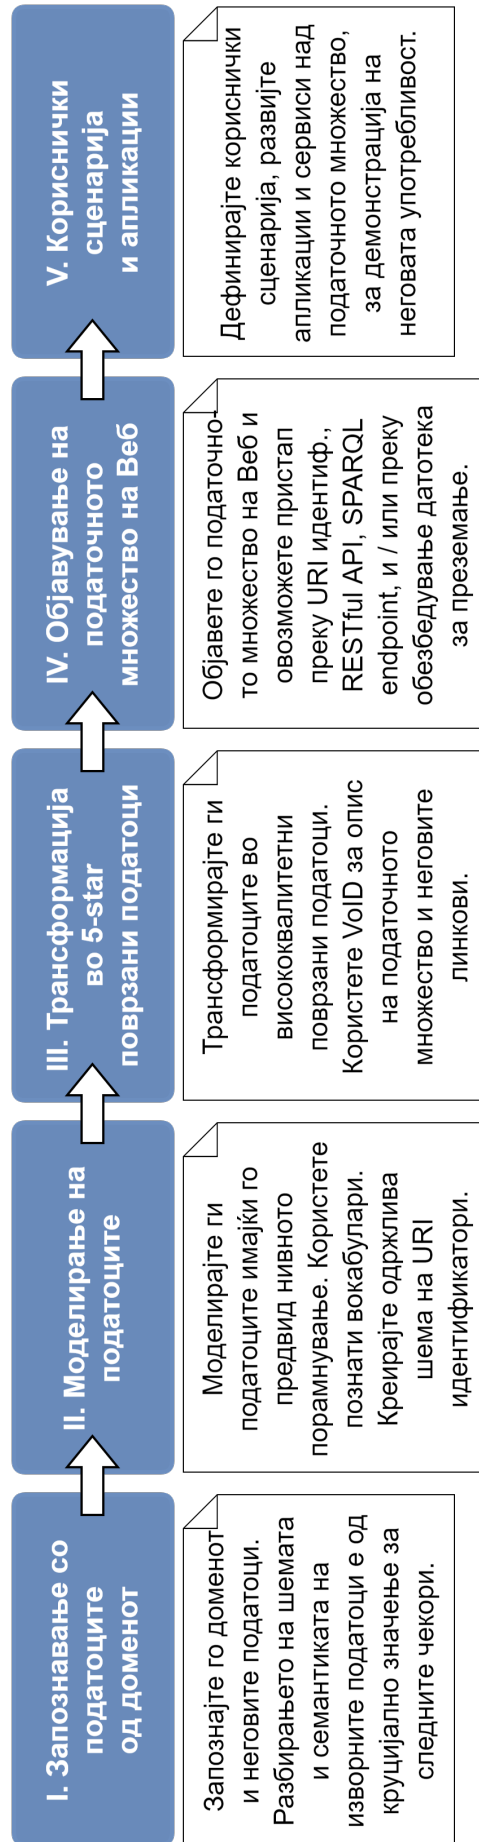 I. Запознавање со
податоците
од доменот
Запознајте го доменот
и неговите податоци.
Разбирањето на шемата
и семантиката на
изворните податоци е од
круцијално значење за
следните чекори.
II. Моделирање на
податоците
Моделирајте ги
податоците имајќи го
предвид нивното
порамнување. Користете
познати вокабулари.
Креирајте одржлива
шема на URI
идентификатори.
III. Трансформација
во 5-star
поврзани податоци
Трансформирајте ги
податоците во
висококвалитетни
поврзани податоци.
Користете VoID за опис
на податочното
множество и неговите
линкови.
IV. Објавување на
податочното
множество на Веб
Објавете го податочно-
то множество на Веб и
овозможете пристап
преку URI идентиф.,
RESTful API, SPARQL
endpoint, и / или преку
обезбедување датотека
за преземање.
V. Кориснички
сценарија
и апликации
Дефинирајте кориснички
сценарија, развијте
апликации и сервиси над
податочното множество,
за демонстрација на
неговата употребливост.